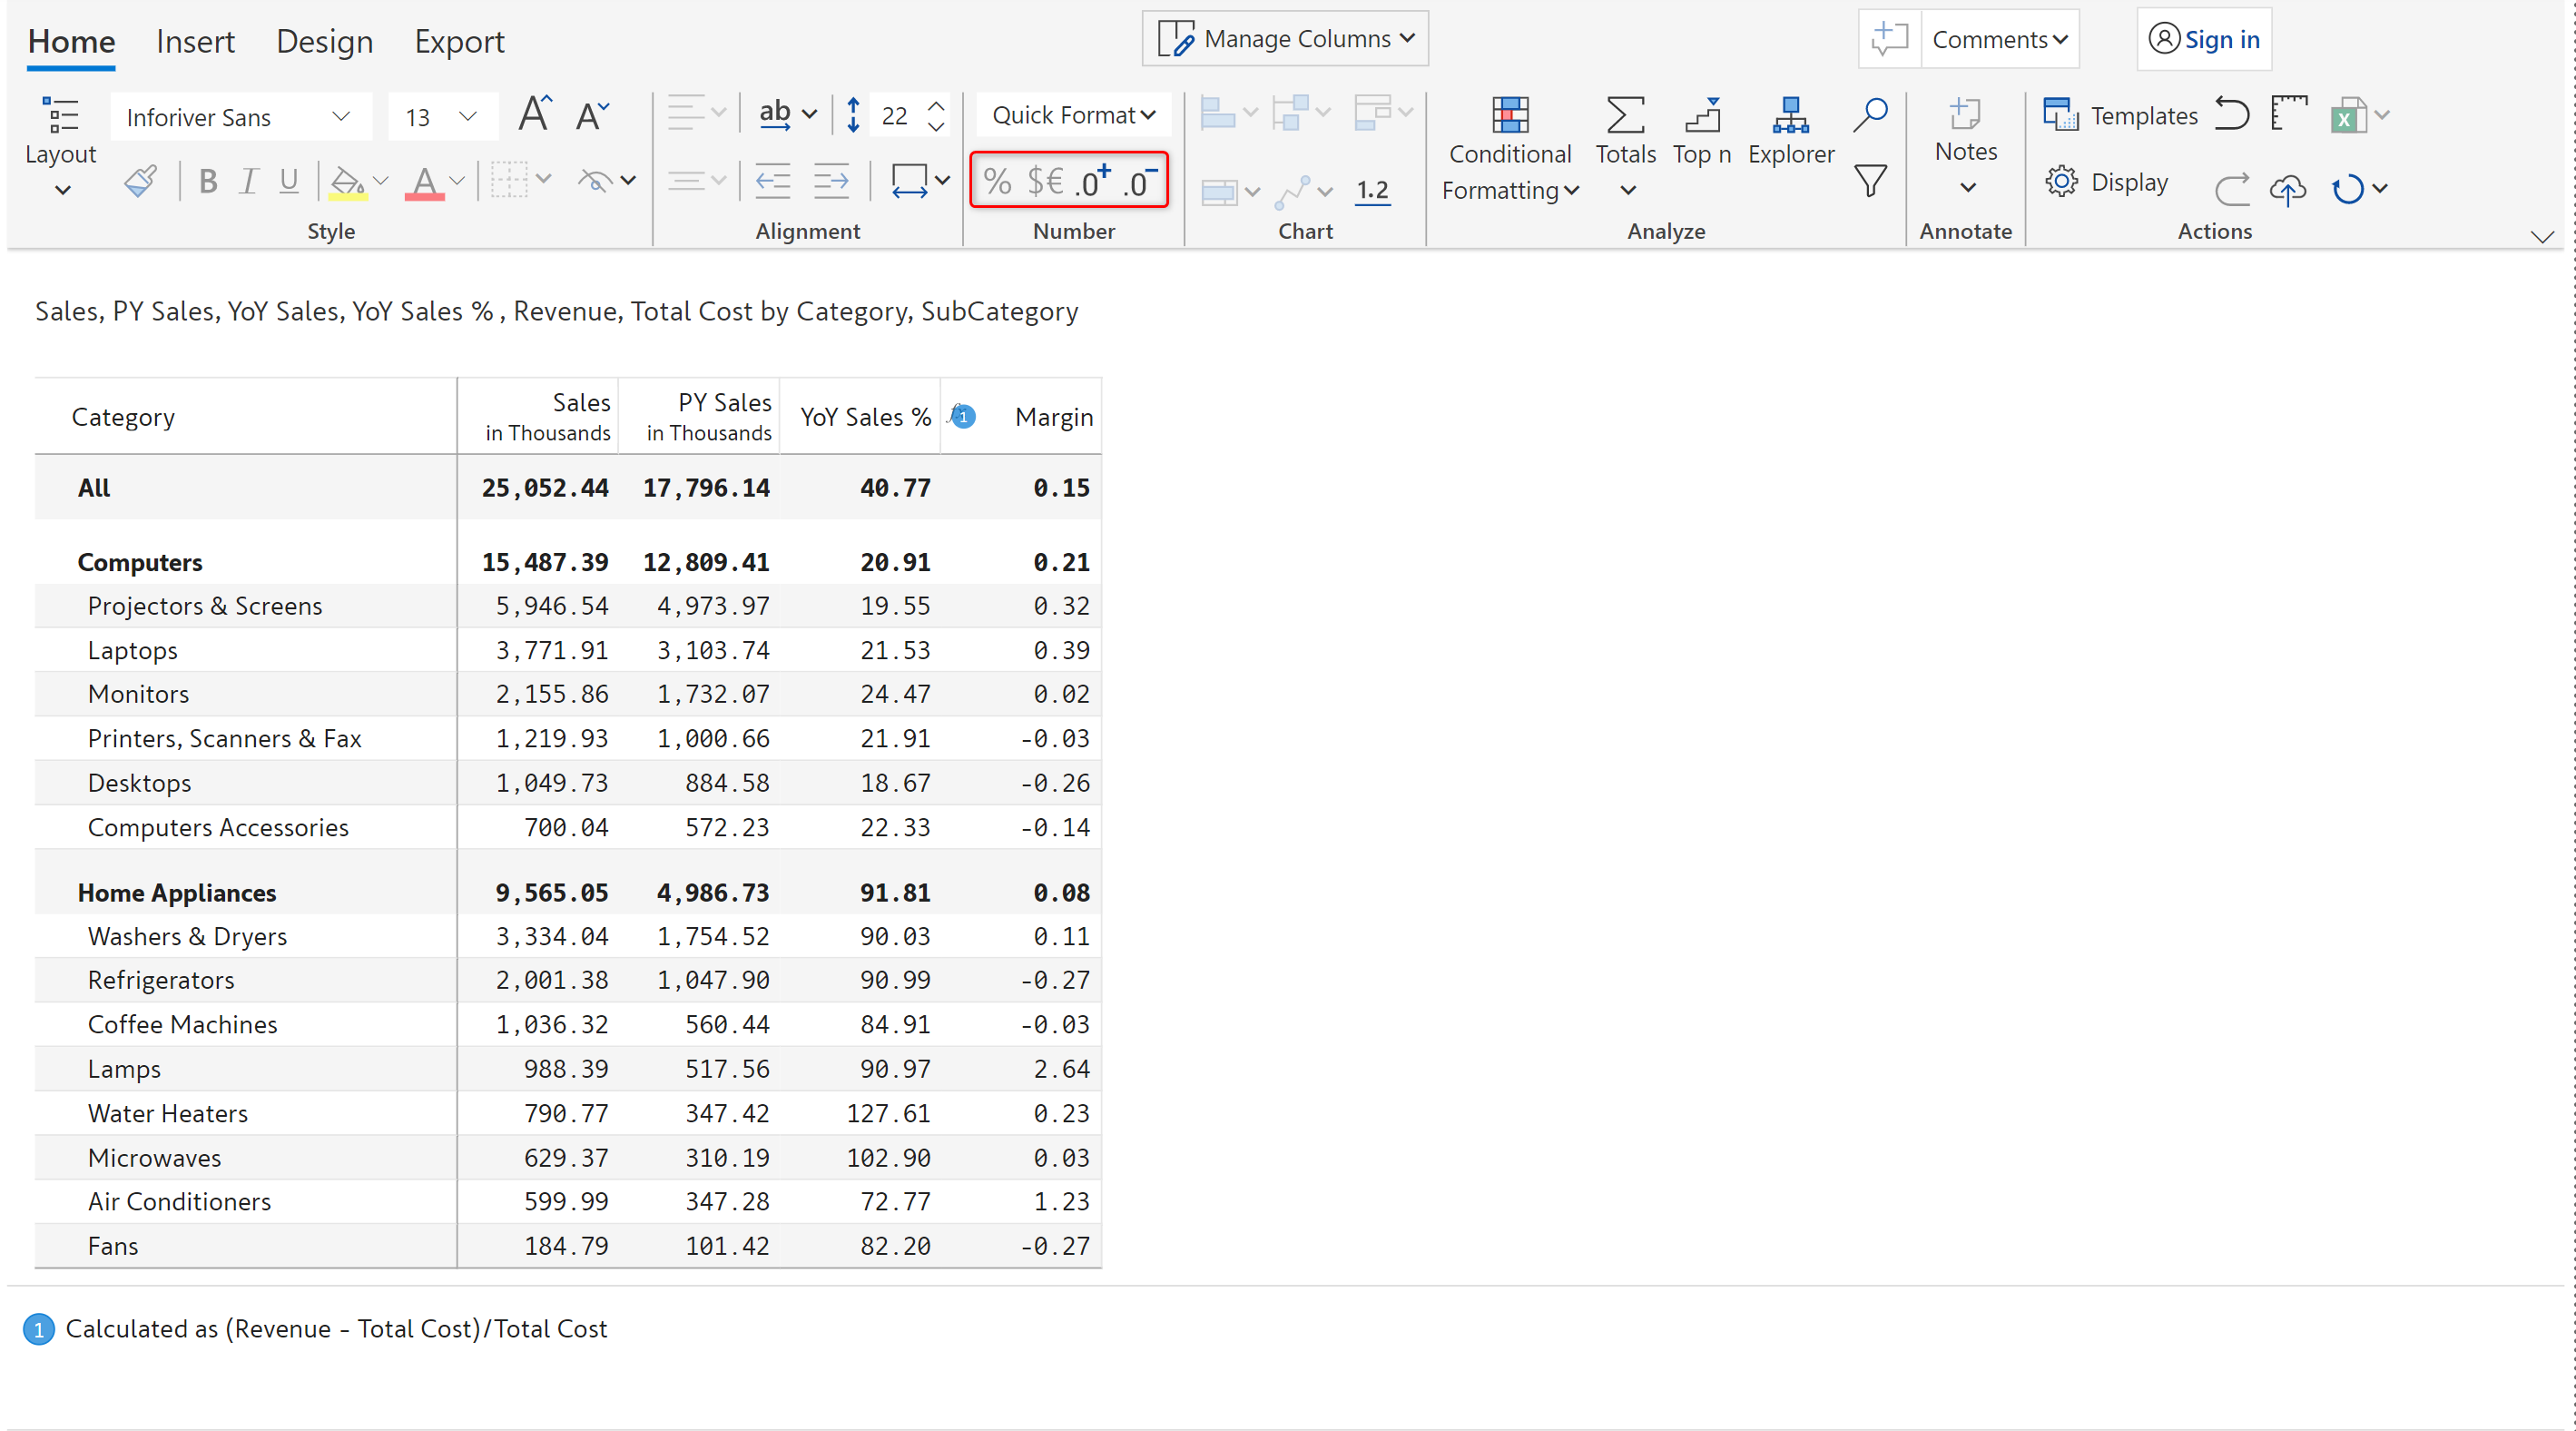 Home Insert Design Export Manage Columns Comments Sign in
Layout Inforiver Sans 13 A A ab 22 Quick Format Conditional Formatting Totals Top n Explorer Notes Templates
B I U A % $€ .0+ .0- 1.2 Display
Style Alignment Number Chart Analyze Annotate Actions
Sales, PY Sales, YoY Sales, YoY Sales % , Revenue, Total Cost by Category, SubCategory
Category Sales in Thousands PY Sales in Thousands YoY Sales % 1 Margin
All 25,052.44 17,796.14 40.77 0.15
Computers 15,487.39 12,809.41 20.91 0.21
Projectors & Screens 5,946.54 4,973.97 19.55 0.32
Laptops 3,771.91 3,103.74 21.53 0.39
Monitors 2,155.86 1,732.07 24.47 0.02
Printers, Scanners & Fax 1,219.93 1,000.66 21.91 -0.03
Desktops 1,049.73 884.58 18.67 -0.26
Computers Accessories 700.04 572.23 22.33 -0.14
Home Appliances 9,565.05 4,986.73 91.81 0.08
Washers & Dryers 3,334.04 1,754.52 90.03 0.11
Refrigerators 2,001.38 1,047.90 90.99 -0.27
Coffee Machines 1,036.32 560.44 84.91 -0.03
Lamps 988.39 517.56 90.97 2.64
Water Heaters 790.77 347.42 127.61 0.23
Microwaves 629.37 310.19 102.90 0.03
Air Conditioners 599.99 347.28 72.77 1.23
Fans 184.79 101.42 82.20 -0.27
1 Calculated as (Revenue - Total Cost)/Total Cost